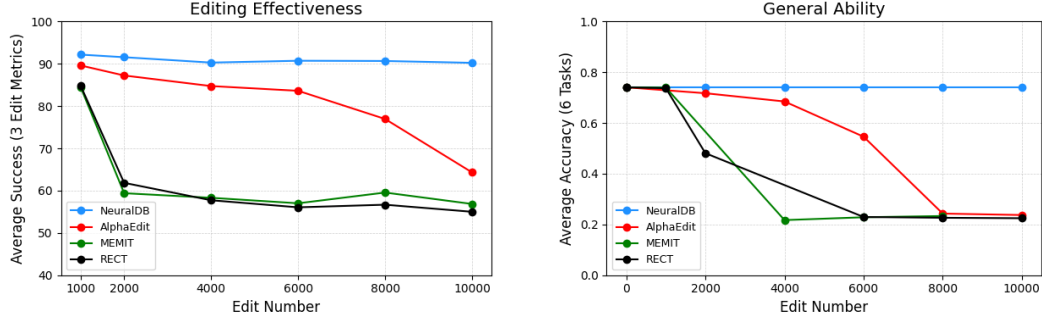 Editing Effectiveness
Average Success (3 Edit Metrics)
100
90
80
70
60
50
40
NeuralDB
AlphaEdit
MEMIT
RECT
1000 2000 4000 6000 8000 10000
Edit Number
General Ability
Average Accuracy (6 Tasks)
1.0
0.8
0.6
0.4
0.2
0.0
NeuralDB
AlphaEdit
MEMIT
RECT
0 2000 4000 6000 8000 10000
Edit Number